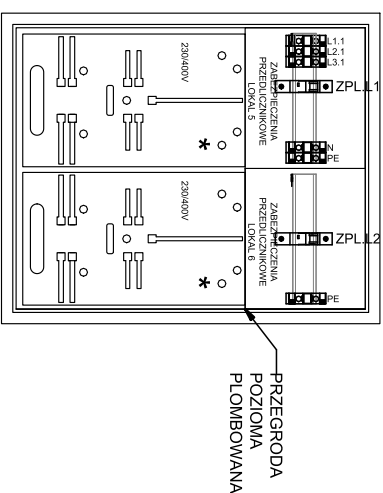 L1.1
L2.1
L3.1
ZPL.L1
N
PE
230/400V
ZABEZPIECZENIA
PRZEDLICZNIKOWE
LOKAL 5
*
ZPL.L2
PE
230/400V
ZABEZPIECZENIA
PRZEDLICZNIKOWE
LOKAL 6
*
PRZEGRODA
POZIOMA
PLOMBOWANA